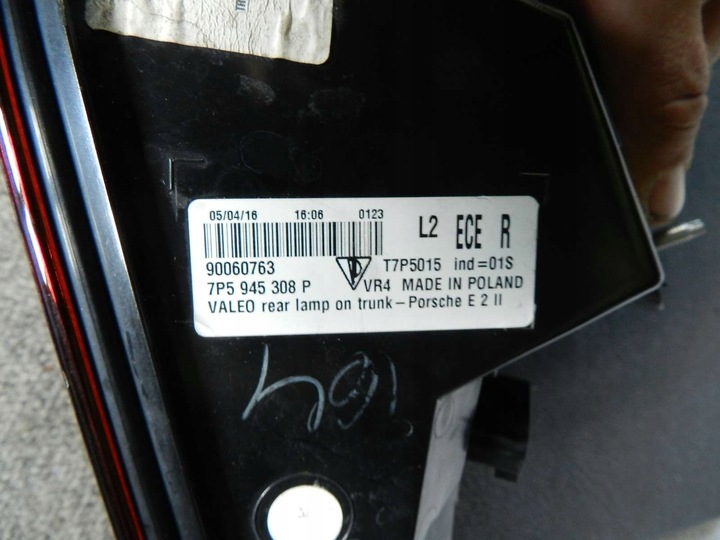 05/04/16 16:06 0123
L2 ECE R
90060763 T7P5015 ind=01S
7P5 945 308 P VR4 MADE IN POLAND
VALEO rear lamp on trunk-Porsche E 2 II